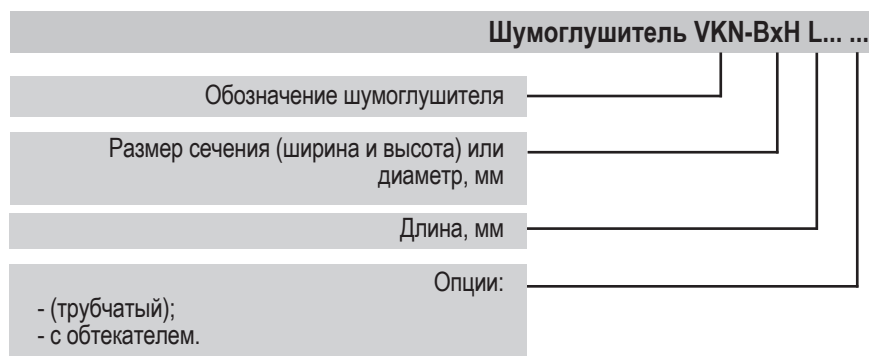 Шумоглушитель VKN-BxH L... ...
Обозначение шумоглушителя
Размер сечения (ширина и высота) или
диаметр, мм
Длина, мм
Опции:
- (трубчатый);
- с обтекателем.